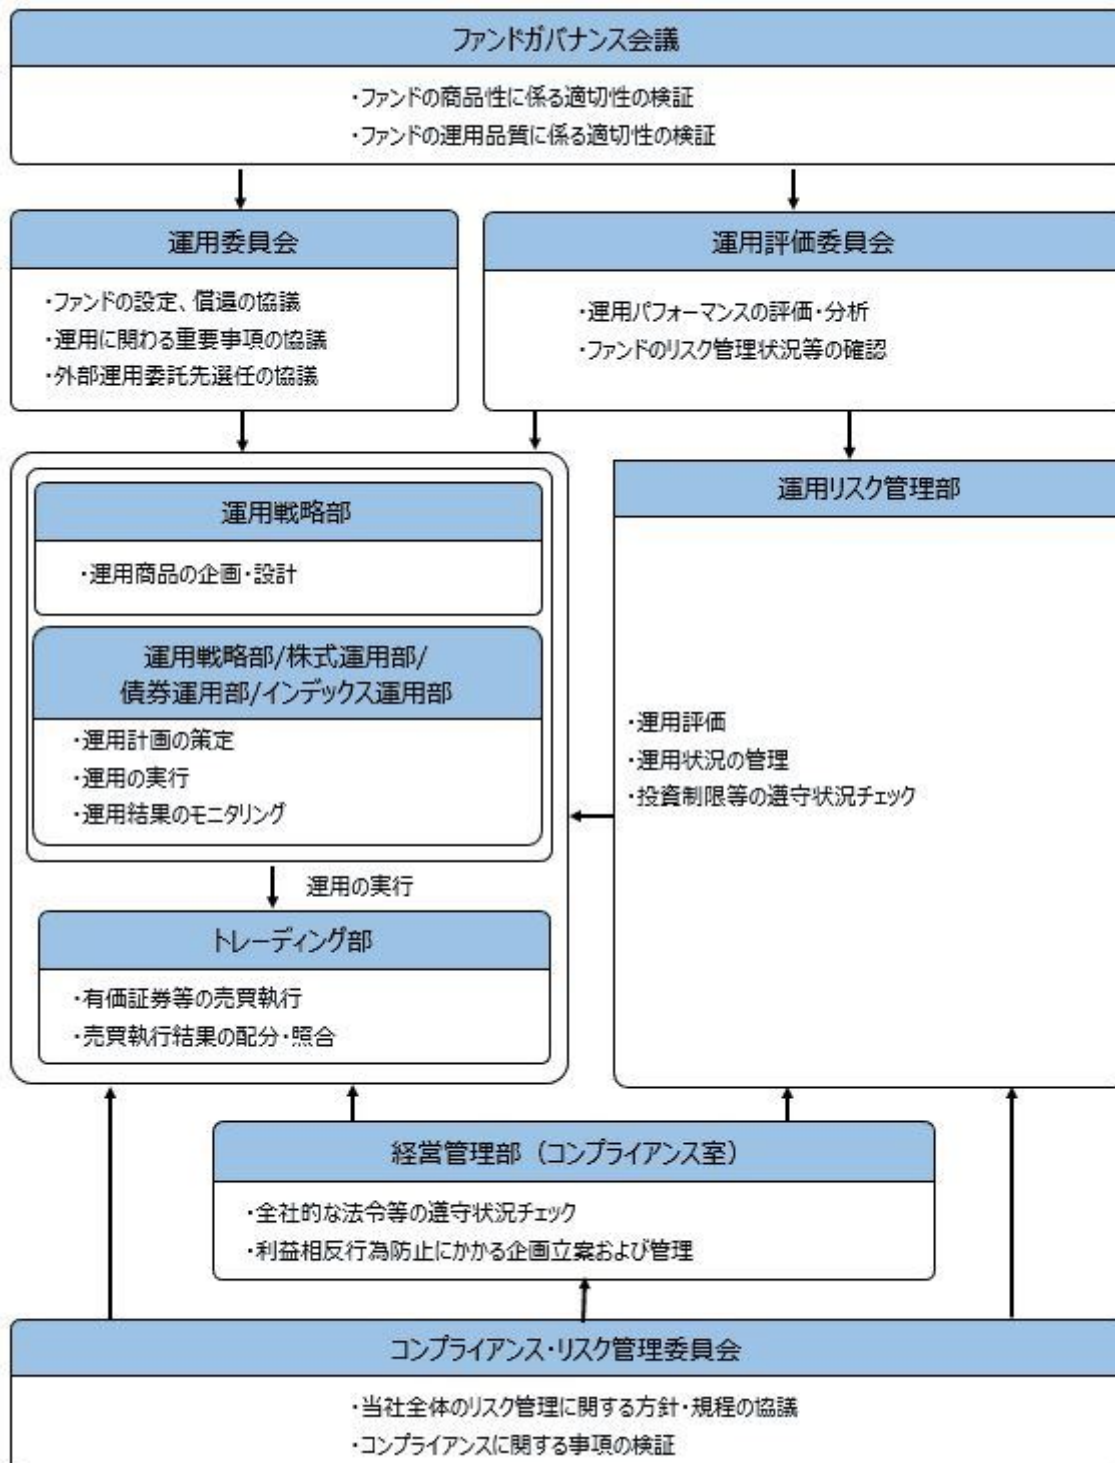 ファンドガバナンス会議
・ファンドの商品性に係る適切性の検証
・ファンドの運用品質に係る適切性の検証
運用委員会
・ファンドの設定、償還の協議
・運用に関わる重要事項の協議
・外部運用委託先選任の協議
運用評価委員会
・運用パフォーマンスの評価・分析
・ファンドのリスク管理状況等の確認
運用戦略部
・運用商品の企画・設計
運用戦略部/株式運用部/
債券運用部/インデックス運用部
・運用計画の策定
・運用の実行
・運用結果のモニタリング
運用の実行
トレーディング部
・有価証券等の売買執行
・売買執行結果の配分・照合
運用リスク管理部
・運用評価
・運用状況の管理
・投資制限等の遵守状況チェック
経営管理部（コンプライアンス室）
・全社的な法令等の遵守状況チェック
・利益相反行為防止にかかる企画立案および管理
コンプライアンス・リスク管理委員会
・当社全体のリスク管理に関する方針・規程の協議
・コンプライアンスに関する事項の検証